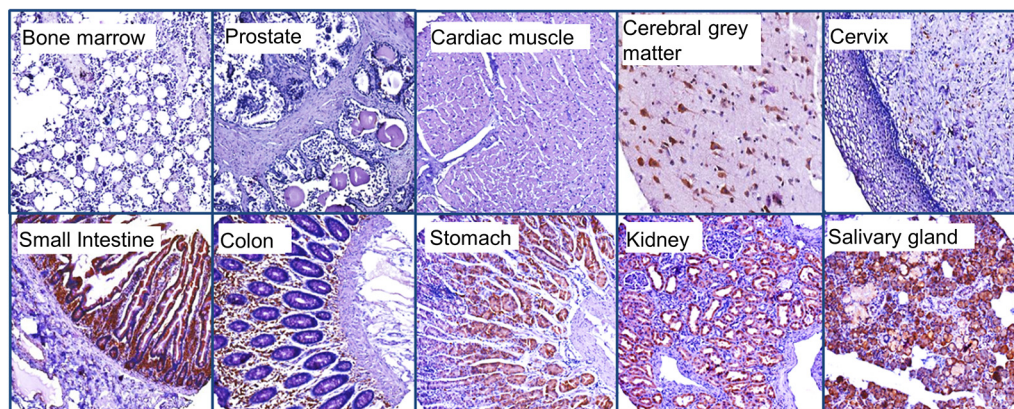 Bone marrow
Prostate
Cardiac muscle
Cerebral grey
matter
Cervix
Small Intestine
Colon
Stomach
Kidney
Salivary gland